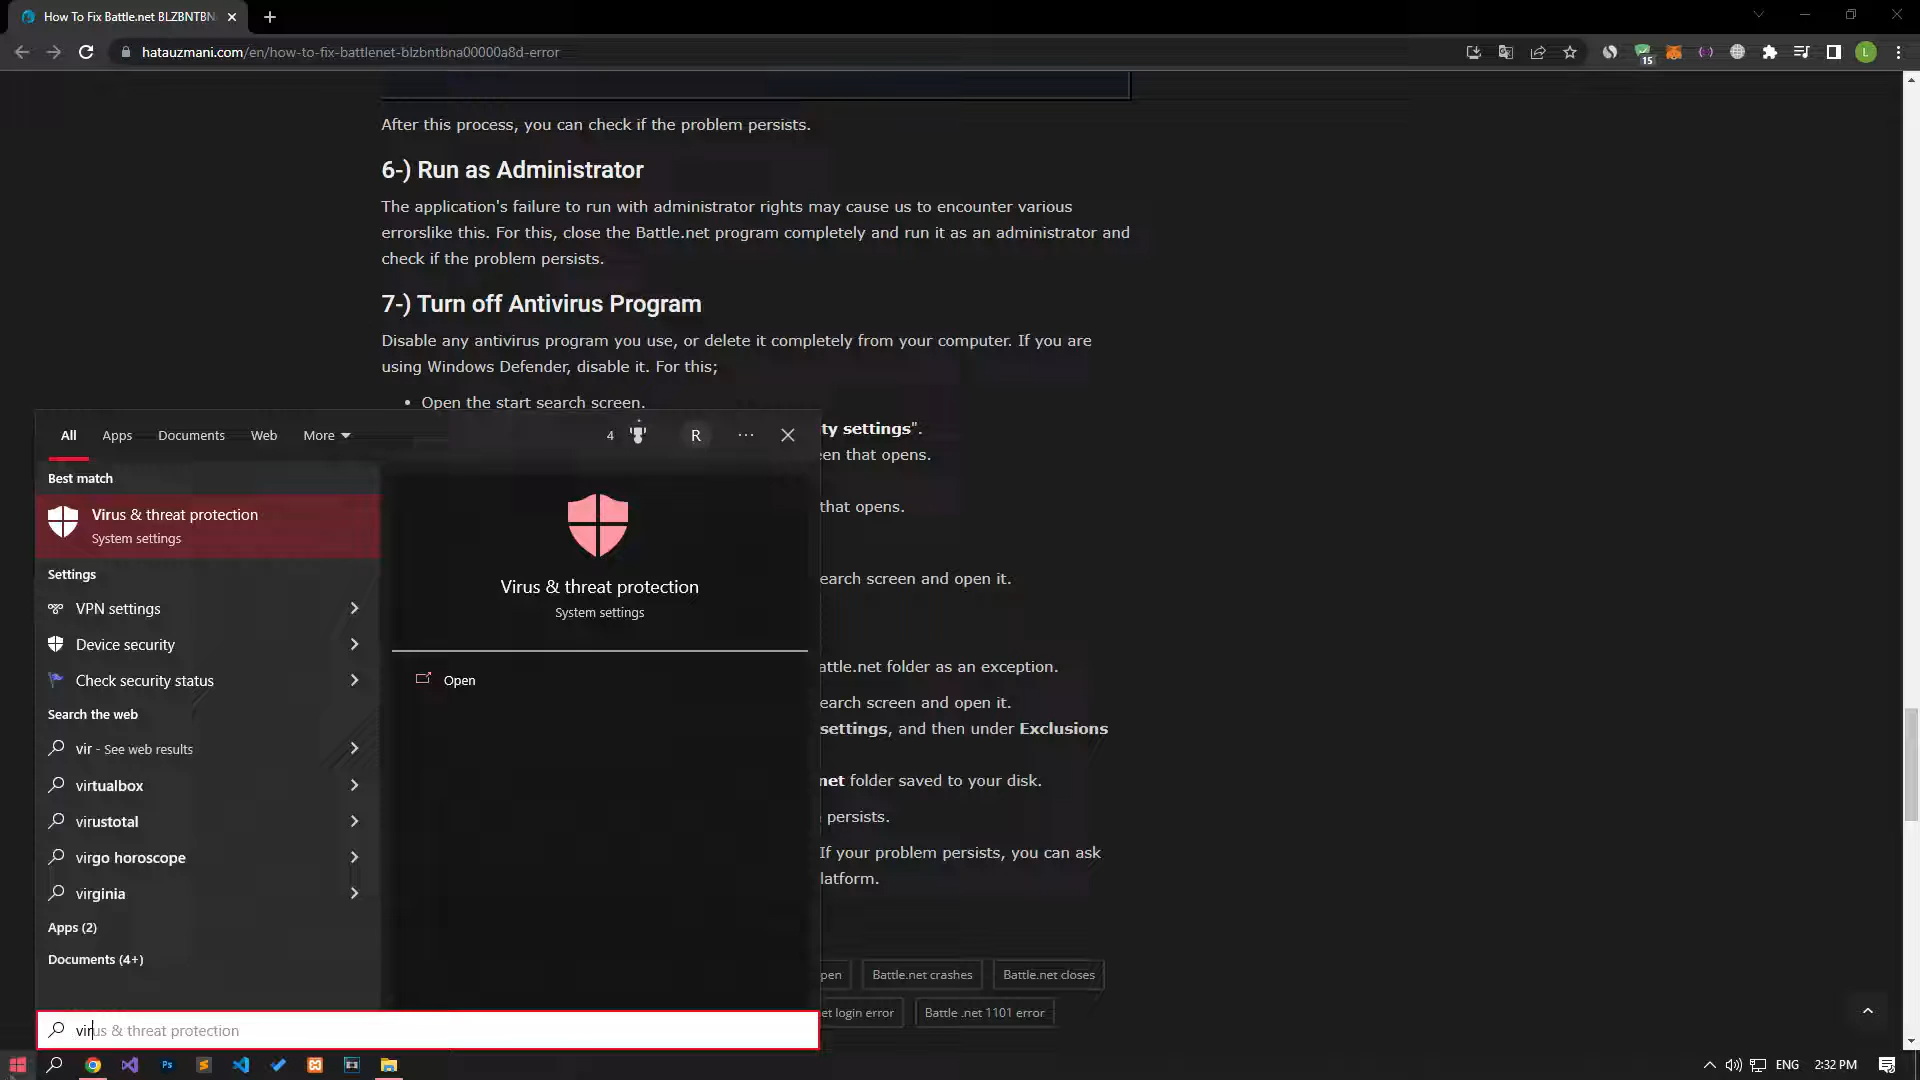 How To Fix Battle.net BLZBNTBN
hatauzmani.com/en/how-to-fix-battlenet-blzbntbna00000a8d-error
15
L
After this process, you can check if the problem persists.
6-) Run as Administrator
The application's failure to run with administrator rights may cause us to encounter various
errorslike this. For this, close the Battle.net program completely and run it as an administrator and
check if the problem persists.
7-) Turn off Antivirus Program
Disable any antivirus program you use, or delete it completely from your computer. If you are
using Windows Defender, disable it. For this;
• Open the start search screen.
ty settings".
een that opens.
that opens.
earch screen and open it.
attle.net folder as an exception.
earch screen and open it.
settings, and then under Exclusions
net folder saved to your disk.
persists.
If your problem persists, you can ask
latform.
pen
Battle.net crashes
Battle.net closes
et login error
Battle .net 1101 error
All
Apps
Documents
Web
More
4
R
Best match
Virus & threat protection
System settings
Settings
VPN settings
Device security
Check security status
Search the web
vir - See web results
virtualbox
virustotal
virgo horoscope
virginia
Apps (2)
Documents (4+)
Virus & threat protection
System settings
Open
virus & threat protection
Ps
ENG
2:32 PM